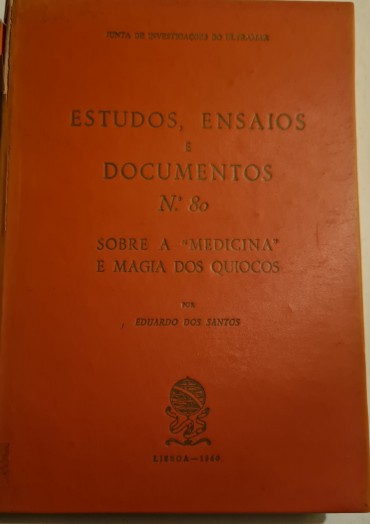 JUNTA DE INVESTIGAÇÕES DO ULTRAMAR
ESTUDOS, ENSAIOS
E
DOCUMENTOS
N.º 80
SOBRE A "MEDICINA"
E MAGIA DOS QUIOCOS
POR
EDUARDO DOS SANTOS
LISBOA — 1960